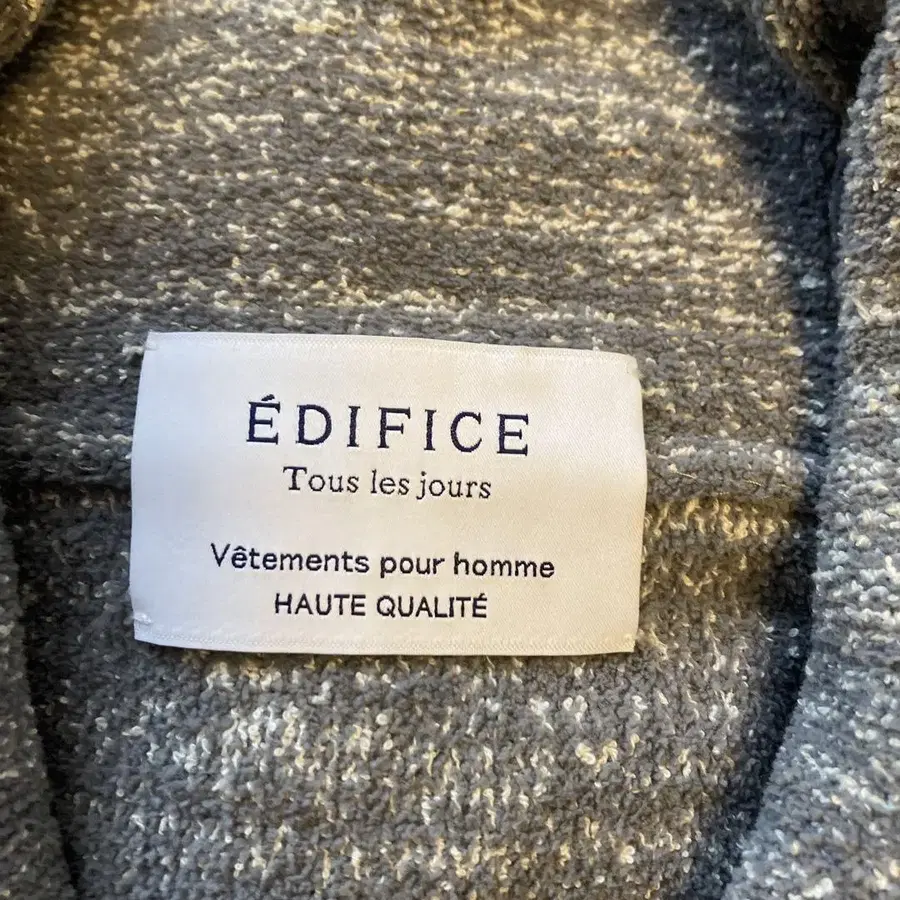 ÉDIFICE
Tous les jours
Vêtements pour homme
HAUTE QUALITÉ